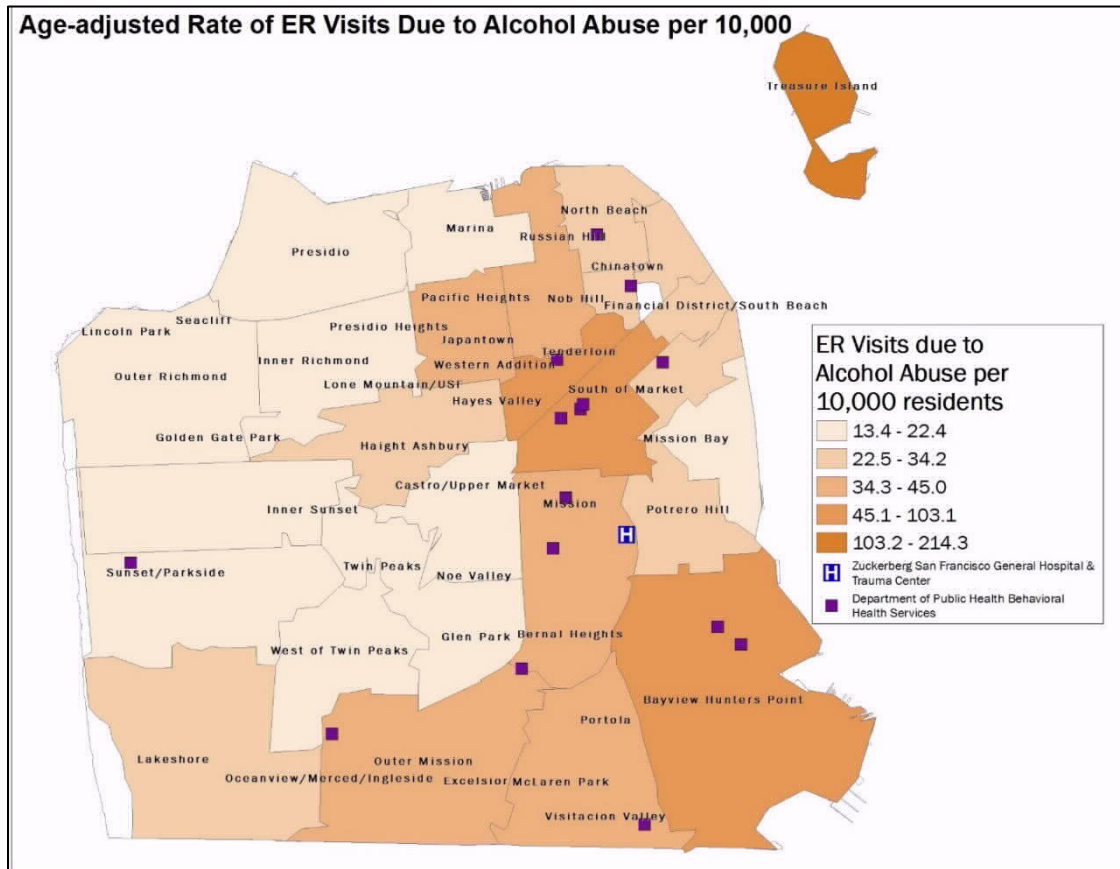 Age-adjusted Rate of ER Visits Due to Alcohol Abuse per 10,000
Treasure Island
North Beach
Marina
Russian Hill
Presidio
Chinatown
Pacific Heights
Nob Hill
Financial District/South Beach
Seacliff
Lincoln Park
Presidio Heights
Japantown
Tenderloin
Inner Richmond
Western Addition
Outer Richmond
Lone Mountain/USF
South of Market
Hayes Valley
Golden Gate Park
Haight Ashbury
Mission Bay
Castro/Upper Market
Mission
Inner Sunset
Potrero Hill
Twin Peaks
Sunset/Parkside
Noe Valley
Glen Park
Bernal Heights
West of Twin Peaks
Bayview Hunters Point
Portola
Lakeshore
Outer Mission
Oceanview/Merced/Ingleside
Excelsior
McLaren Park
Visitacion Valley
ER Visits due to
Alcohol Abuse per
10,000 residents
13.4 - 22.4
22.5 - 34.2
34.3 - 45.0
45.1 - 103.1
103.2 - 214.3
H
H
Zuckerberg San Francisco General Hospital &
Trauma Center
Department of Public Health Behavioral
Health Services